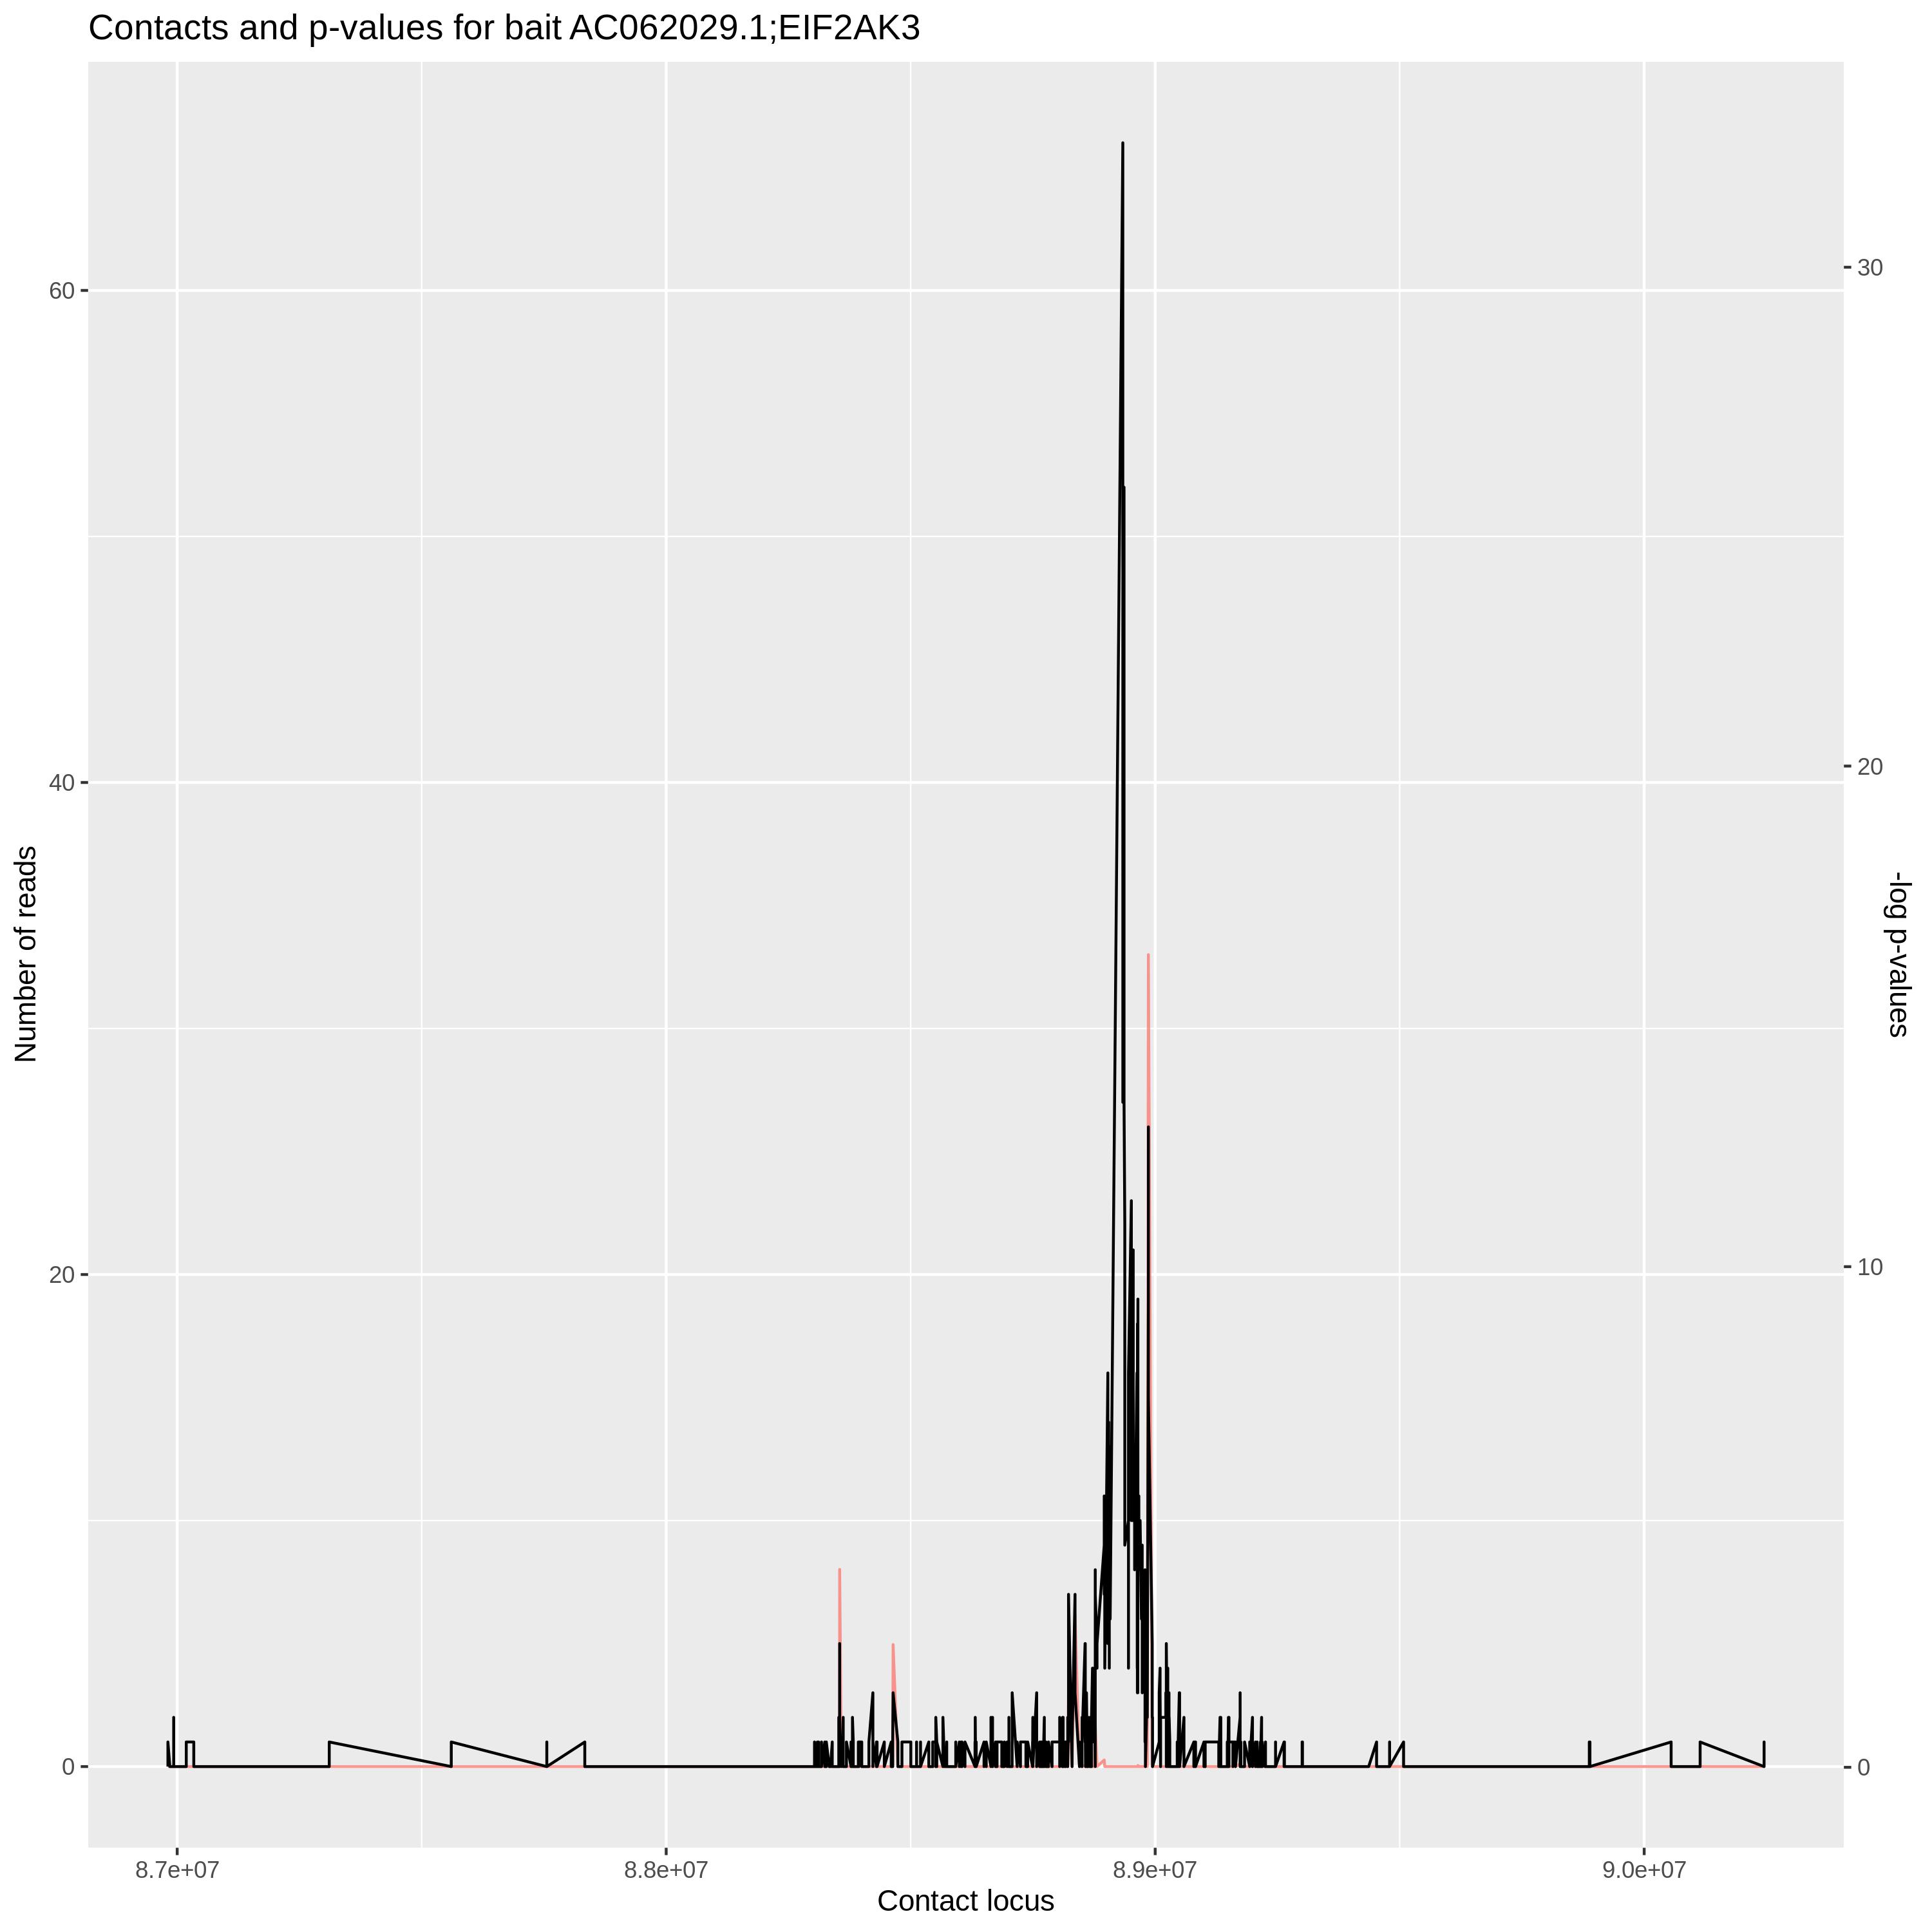 Contacts and p-values for bait AC062029.1;EIF2AK3
60
40
20
0
Number of reads
30
20
10
0
-log p-values
8.7e+07
8.8e+07
8.9e+07
9.0e+07
Contact locus